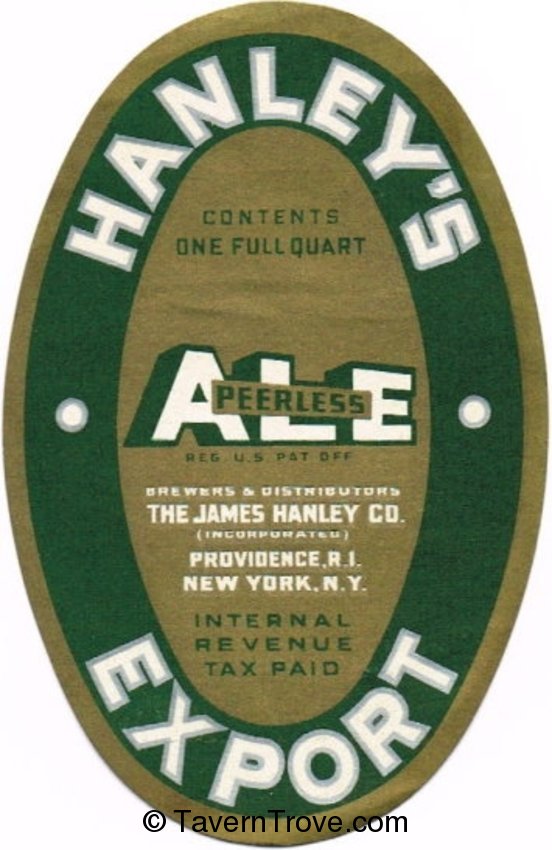 HANLEY'S
CONTENTS
ONE FULL QUART
ALE
PEERLESS
REG. U.S. PAT. OFF.
BREWERS & DISTRIBUTORS
THE JAMES HANLEY CO.
(INCORPORATED)
PROVIDENCE, R.I.
NEW YORK, N.Y.
INTERNAL
REVENUE
TAX PAID
EXPORT
© TavernTrove.com